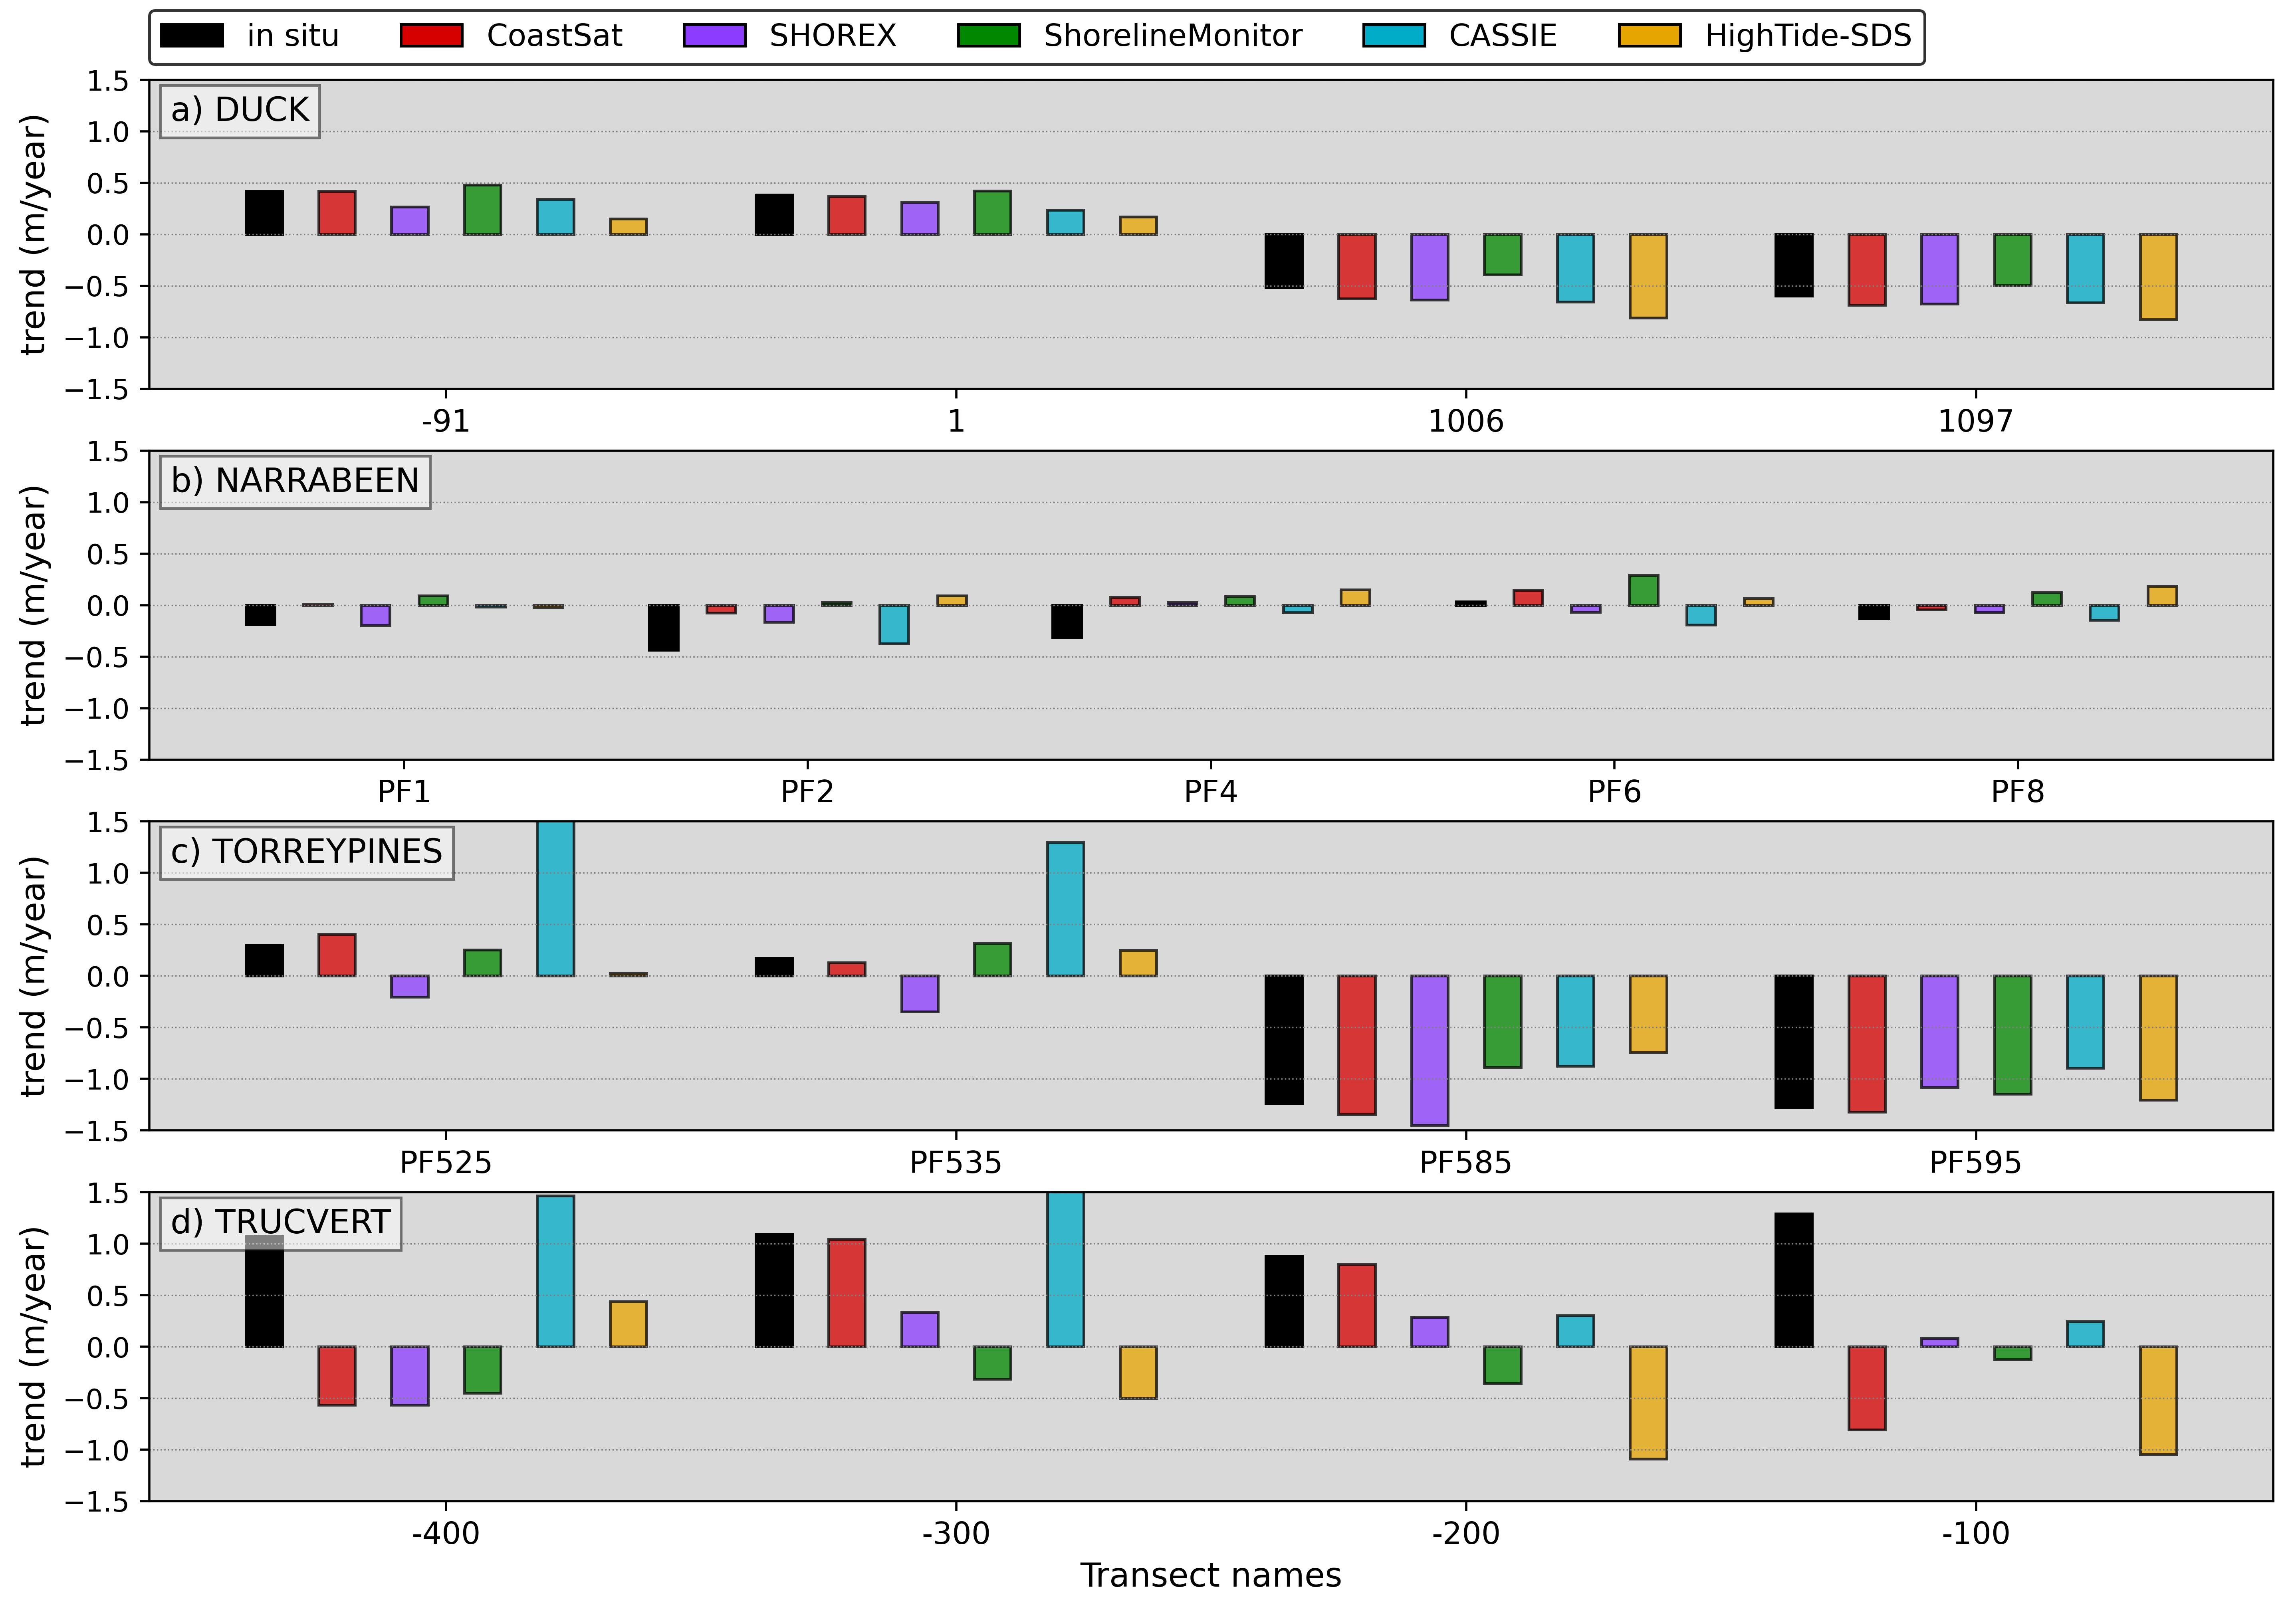 in situ CoastSat SHOREX ShorelineMonitor CASSIE HighTide-SDS
a) DUCK
trend (m/year)
1.5
1.0
0.5
0.0
−0.5
−1.0
−1.5
-91 1 1006 1097
b) NARRABEEN
trend (m/year)
1.5
1.0
0.5
0.0
−0.5
−1.0
−1.5
PF1 PF2 PF4 PF6 PF8
c) TORREYPINES
trend (m/year)
1.5
1.0
0.5
0.0
−0.5
−1.0
−1.5
PF525 PF535 PF585 PF595
d) TRUCVERT
trend (m/year)
1.5
1.0
0.5
0.0
−0.5
−1.0
−1.5
-400 -300 -200 -100
Transect names